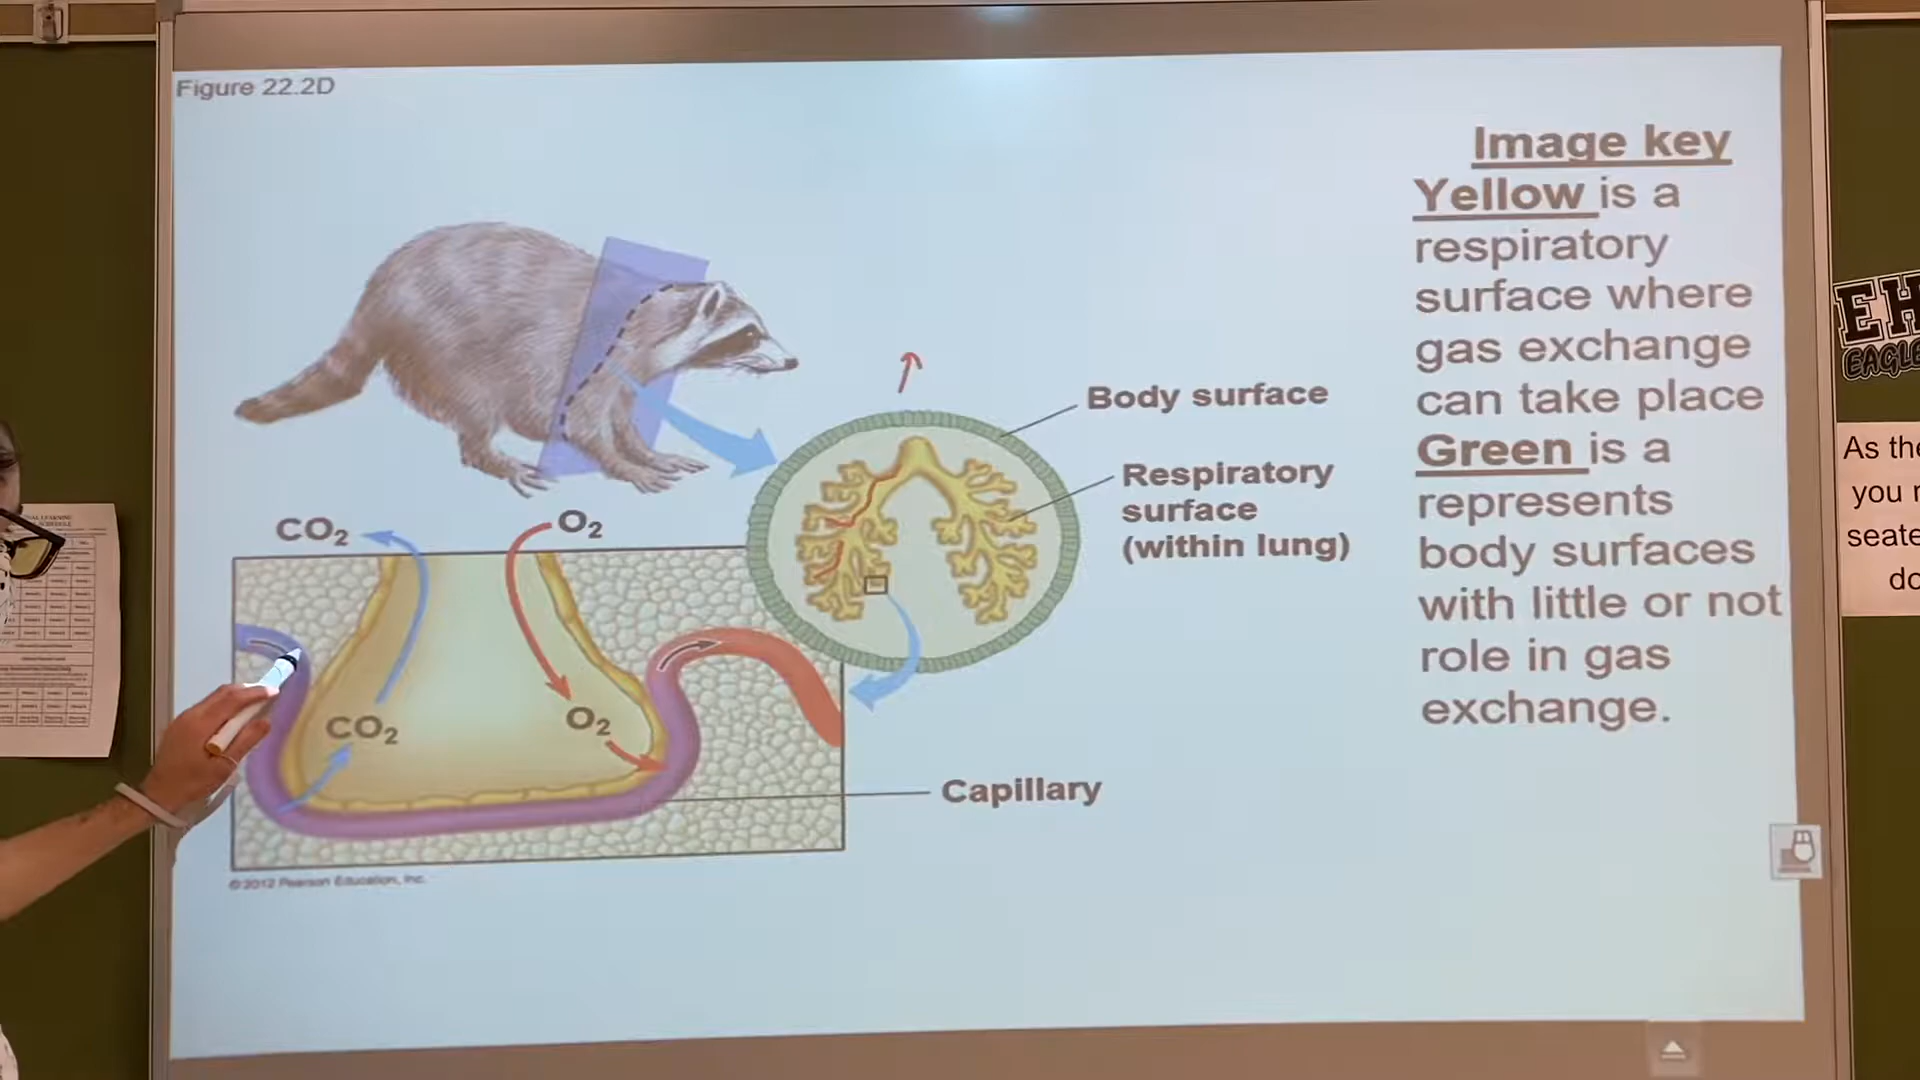 Figure 22.2D
Image key
Yellow is a
respiratory
surface where
gas exchange
can take place
Green is a
represents
body surfaces
with little or not
role in gas
exchange.
Body surface
Respiratory
surface
(within lung)
CO2
O2
CO2
O2
Capillary
©2012 Pearson Education, Inc.
EH
EAGLE
As the
you
seate
do